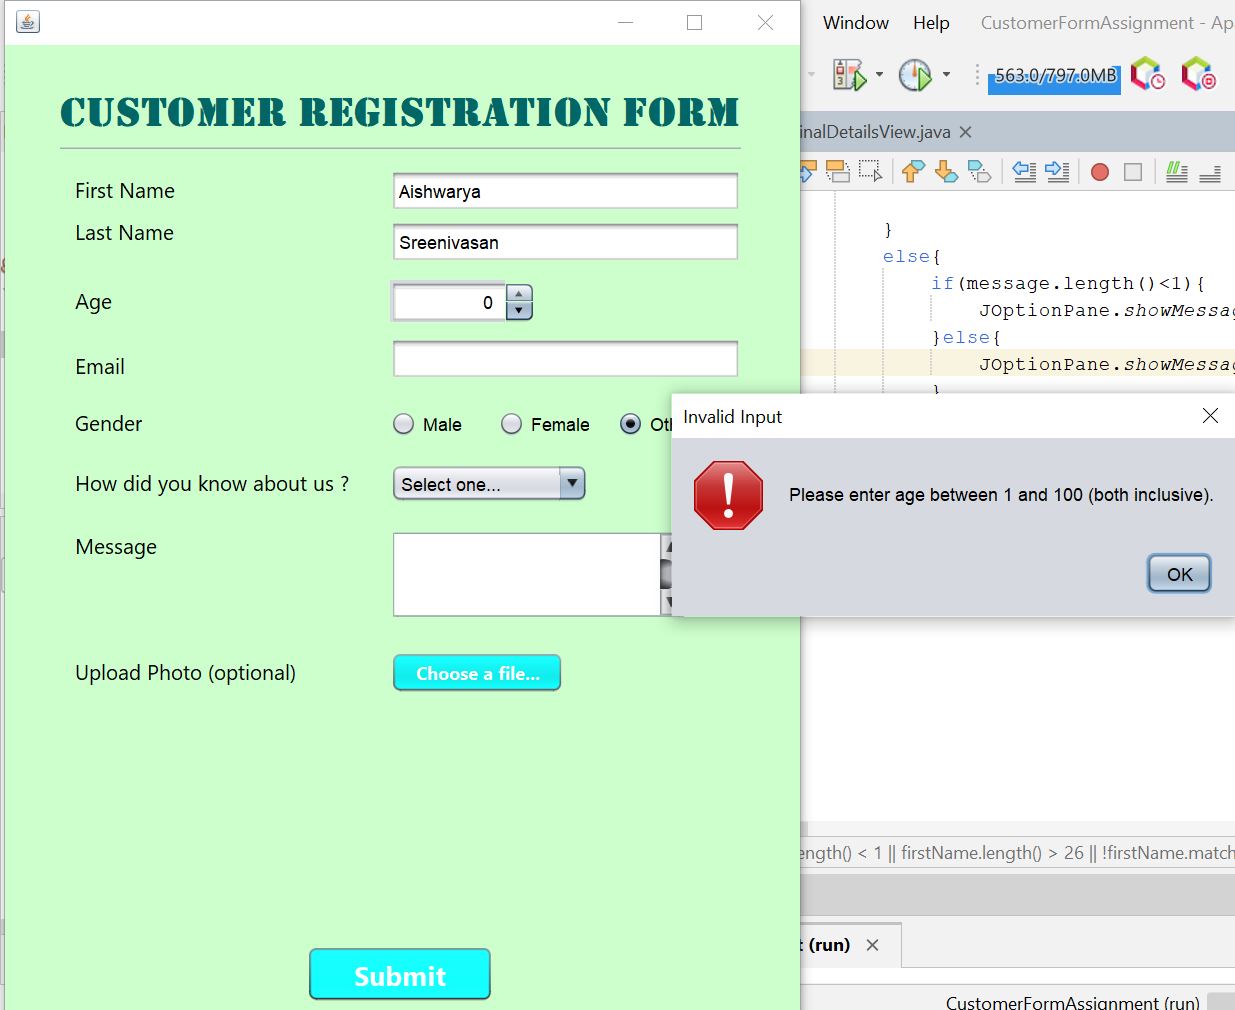 Window Help CustomerFormAssignment - Ap
563.0/797.0MB
inalDetailsView.java
CUSTOMER REGISTRATION FORM
First Name Aishwarya
Last Name Sreenivasan
Age 0
Email
Gender Male Female Ot
How did you know about us ? Select one...
Message
Upload Photo (optional) Choose a file...
Submit
}
else{
if(message.length()<1){
JOptionPane.showMessag
}else{
JOptionPane.showMessag
}
Invalid Input
Please enter age between 1 and 100 (both inclusive).
OK
ength() < 1 || firstName.length() > 26 || !firstName.match
t (run)
CustomerFormAssignment (run)